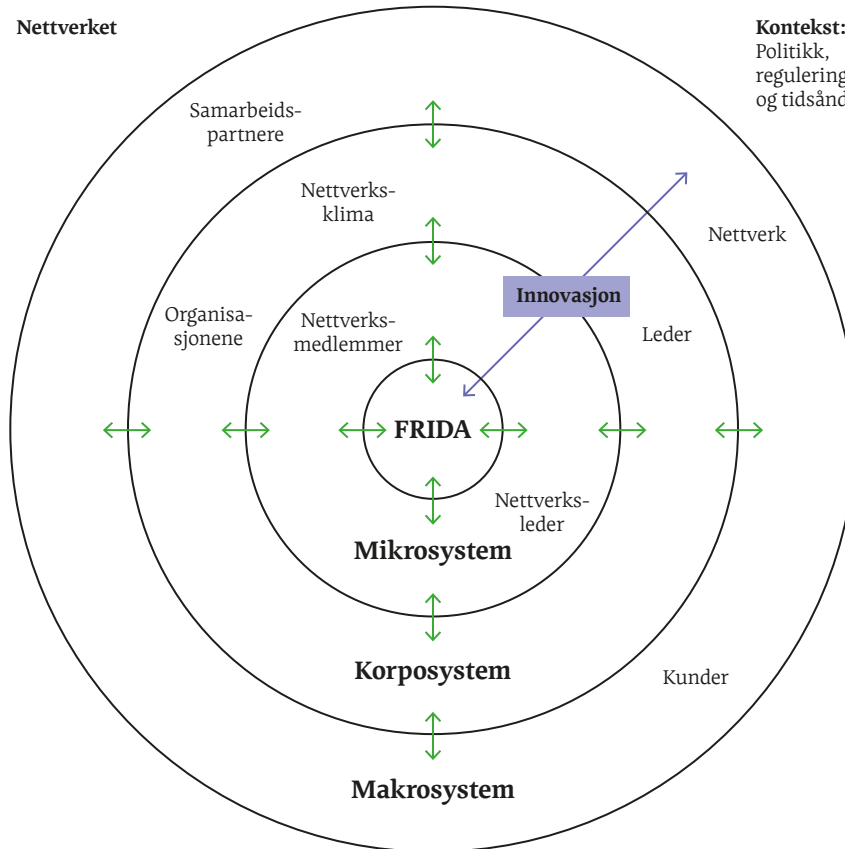 Nettverket
Kontekst:
Politikk,
regulering
og tidsånd
Samarbeids-
partnere
Nettverks-
klima
Nettverk
Innovasjon
Organisa-
sjonene
Nettverks-
medlemmer
Leder
FRIDA
Nettverks-
leder
Mikrosystem
Korposystem
Kunder
Makrosystem